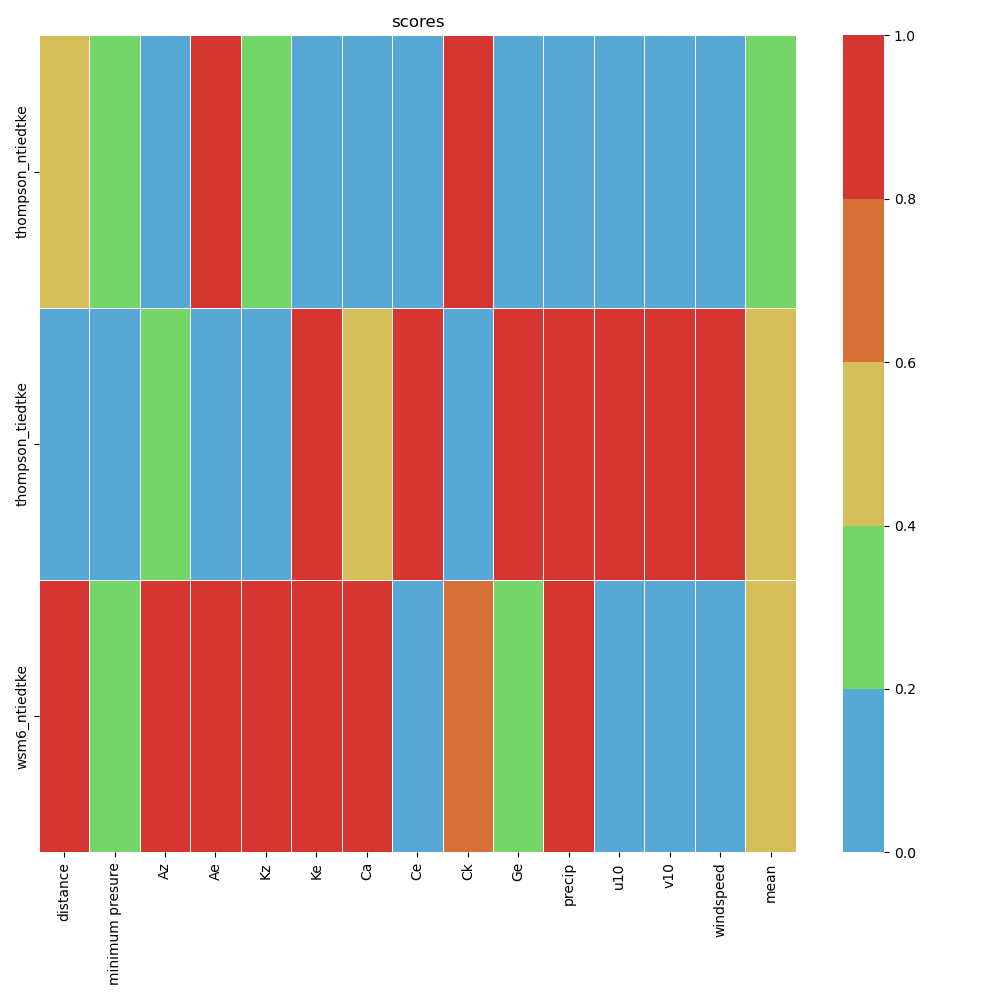 scores
thompson_ntiedtke
thompson_tiedtke
wsm6_ntiedtke
distance
minimum presure
Az
Ae
Kz
Ke
Ca
Ce
Ck
Ge
precip
u10
v10
windspeed
mean
1.0
0.8
0.6
0.4
0.2
0.0